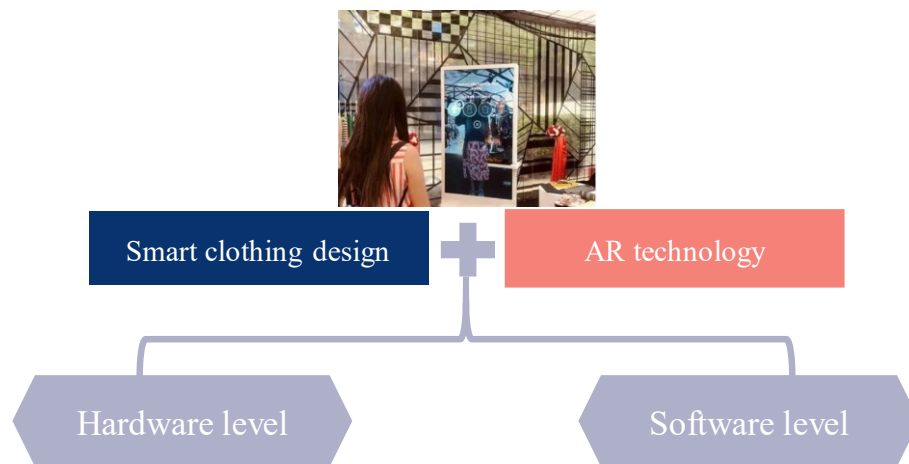 Smart clothing design
AR technology
Hardware level
Software level